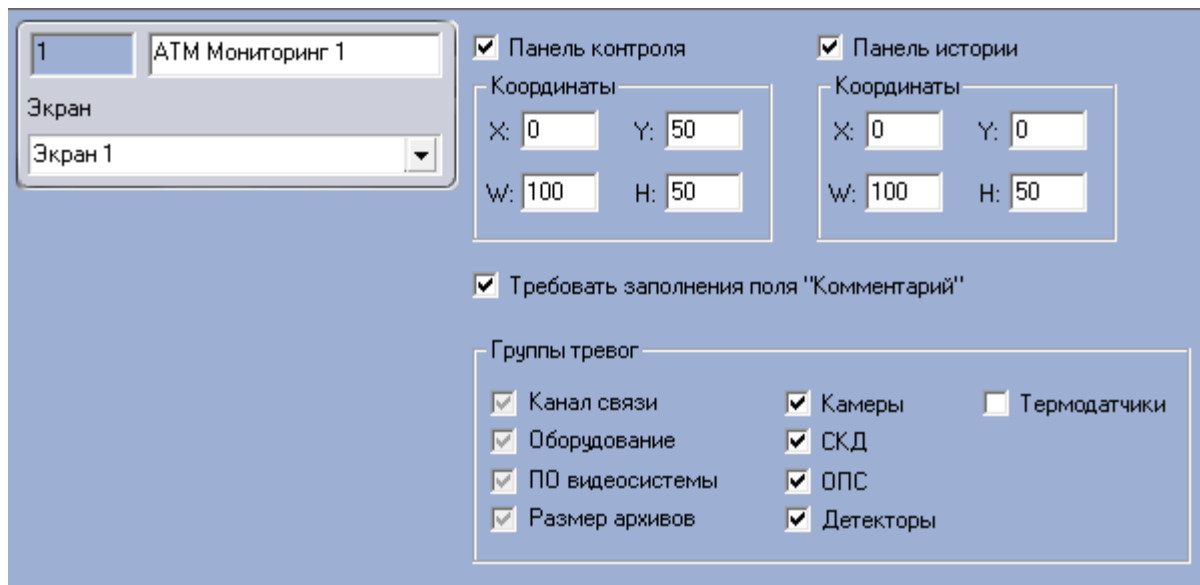 1 АТМ Мониторинг 1
Экран
Экран 1
Панель контроля
Координаты
X: 0 Y: 50
W: 100 H: 50
Панель истории
Координаты
X: 0 Y: 0
W: 100 H: 50
Требовать заполнения поля "Комментарий"
Группы тревог
Канал связи
Оборудование
ПО видеосистемы
Размер архивов
Камеры
СКД
ОПС
Детекторы
Термодатчики